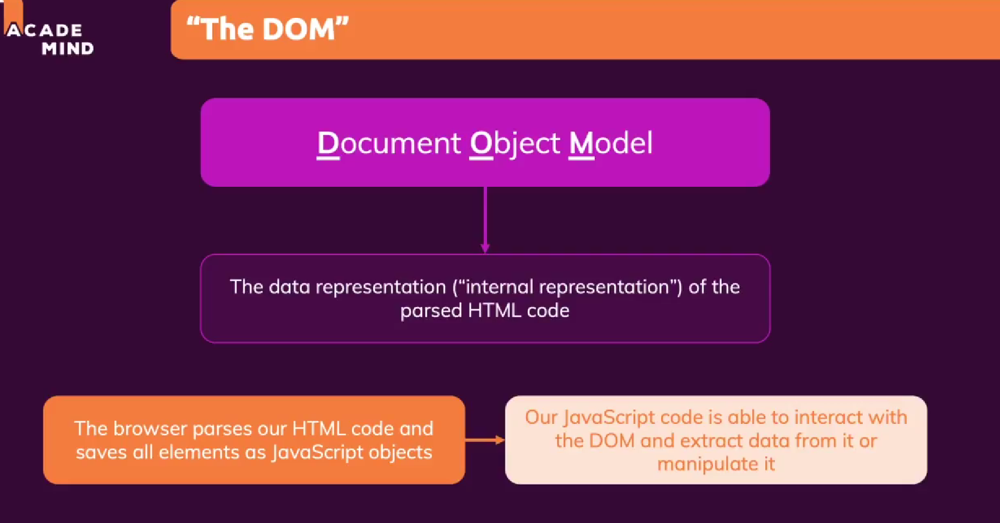 ACADE
MIND
“The DOM”
Document Object Model
The data representation (“internal representation”) of the
parsed HTML code
The browser parses our HTML code and
saves all elements as JavaScript objects
Our JavaScript code is able to interact with
the DOM and extract data from it or
manipulate it